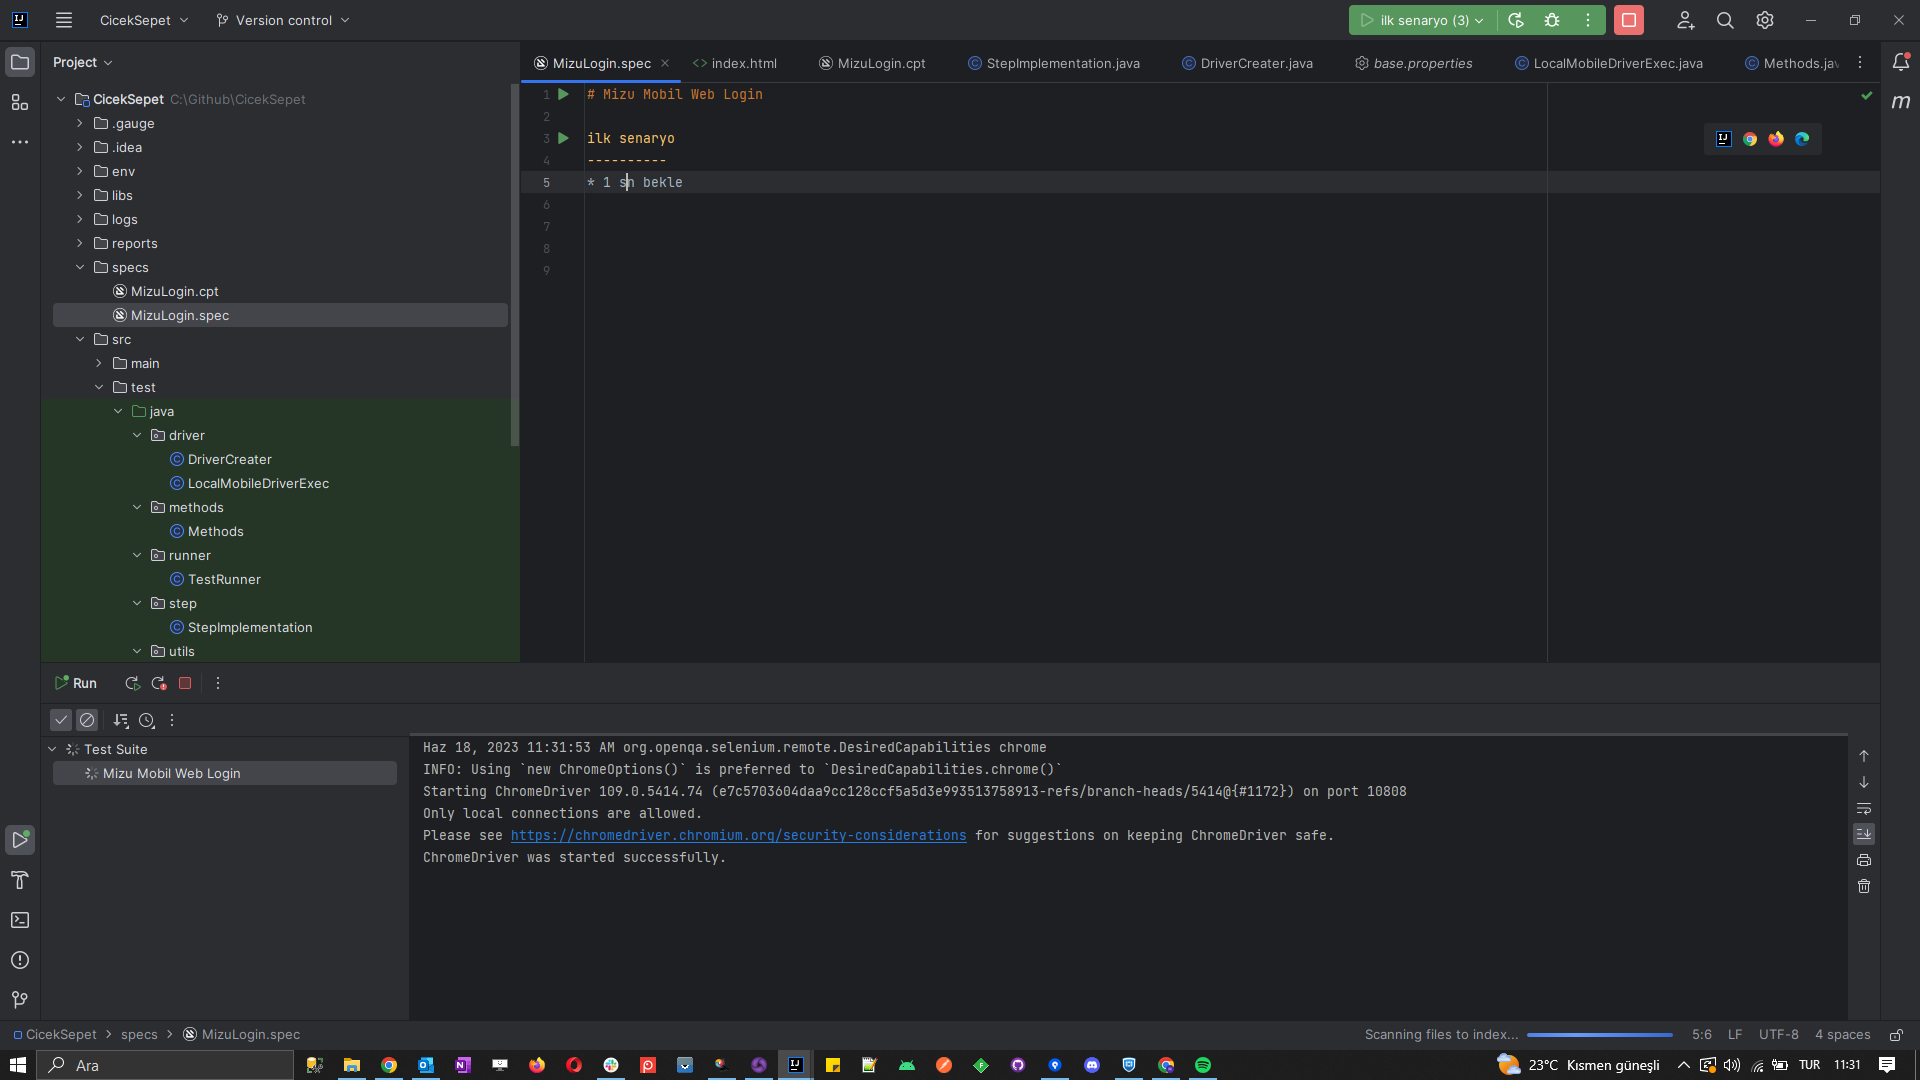 CicekSepet
Version control
ilk senaryo (3)
Project
MizuLogin.spec
index.html
MizuLogin.cpt
StepImplementation.java
DriverCreater.java
base.properties
LocalMobileDriverExec.java
Methods.jav
CicekSepet C:\Github\CicekSepet
.gauge
.idea
env
libs
logs
reports
specs
MizuLogin.cpt
MizuLogin.spec
src
main
test
java
driver
DriverCreater
LocalMobileDriverExec
methods
Methods
runner
TestRunner
step
StepImplementation
utils
1 # Mizu Mobil Web Login
2
3 ilk senaryo
4 ----------
5 * 1 sn bekle
6
7
8
9
Run
Test Suite
Mizu Mobil Web Login
Haz 18, 2023 11:31:53 AM org.openqa.selenium.remote.DesiredCapabilities chrome
INFO: Using `new ChromeOptions()` is preferred to `DesiredCapabilities.chrome()`
Starting ChromeDriver 109.0.5414.74 (e7c5703604daa9cc128ccf5a5d3e993513758913-refs/branch-heads/5414@{#1172}) on port 10808
Only local connections are allowed.
Please see https://chromedriver.chromium.org/security-considerations for suggestions on keeping ChromeDriver safe.
ChromeDriver was started successfully.
CicekSepet > specs > MizuLogin.spec
Scanning files to index...
5:6 LF UTF-8 4 spaces
Ara
23°C Kısmen güneşli
TUR
11:31